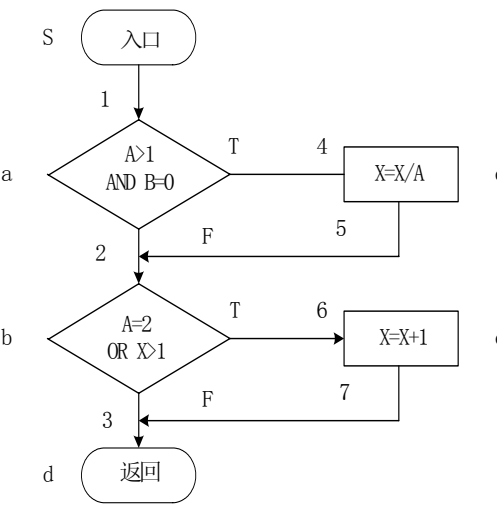 S
入口
1
a
A>1
AND B=0
T
4
X=X/A
2
F
5
b
A=2
OR X>1
T
6
X=X+1
3
F
7
d
返回